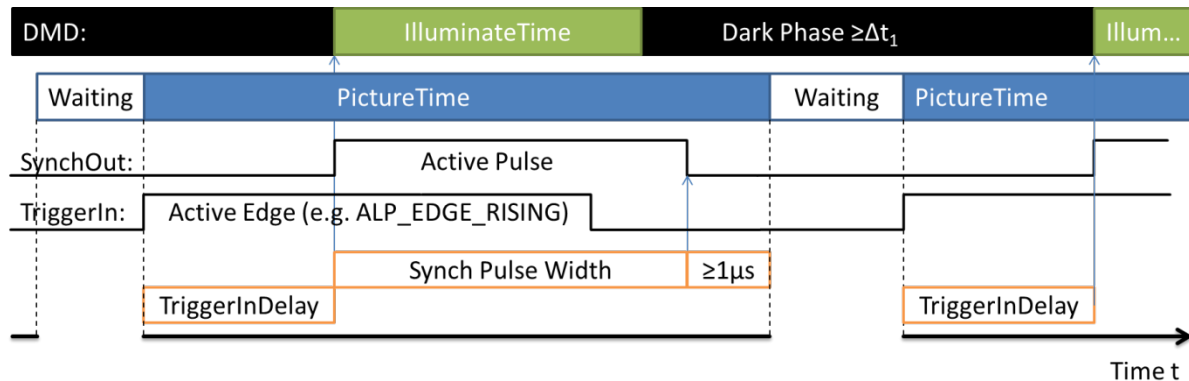 DMD: IlluminateTime Dark Phase ≥Δt₁ Illum...
Waiting PictureTime Waiting PictureTime
SynchOut: Active Pulse
TriggerIn: Active Edge (e.g. ALP_EDGE_RISING)
Synch Pulse Width ≥1µs
TriggerInDelay TriggerInDelay
Time t